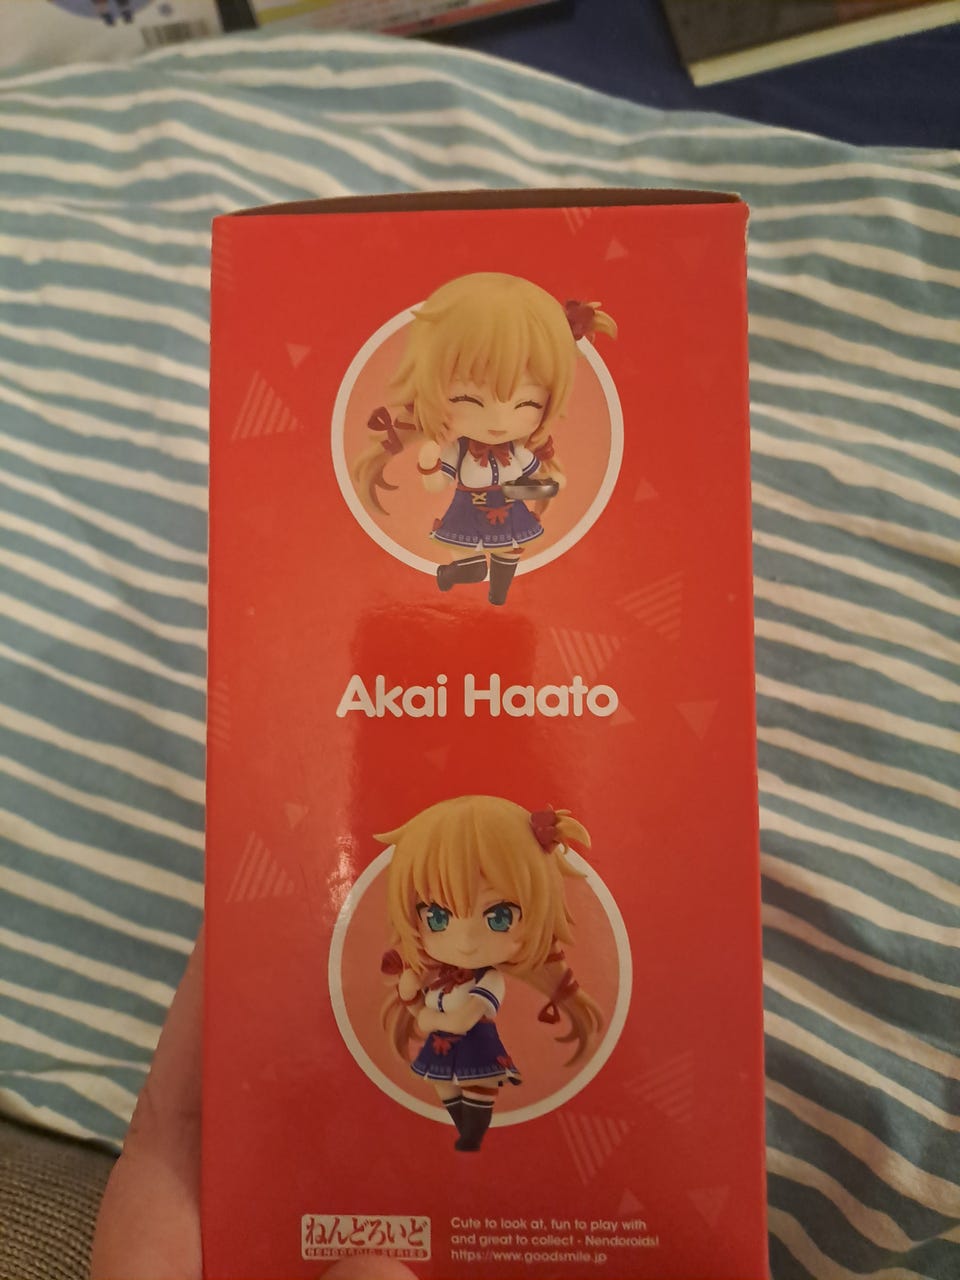 Akai Haato
ねんどろいど
NENDOROID SERIES
Cute to look at, fun to play with
and great to collect - Nendoroids!
https://www.goodsmile.jp